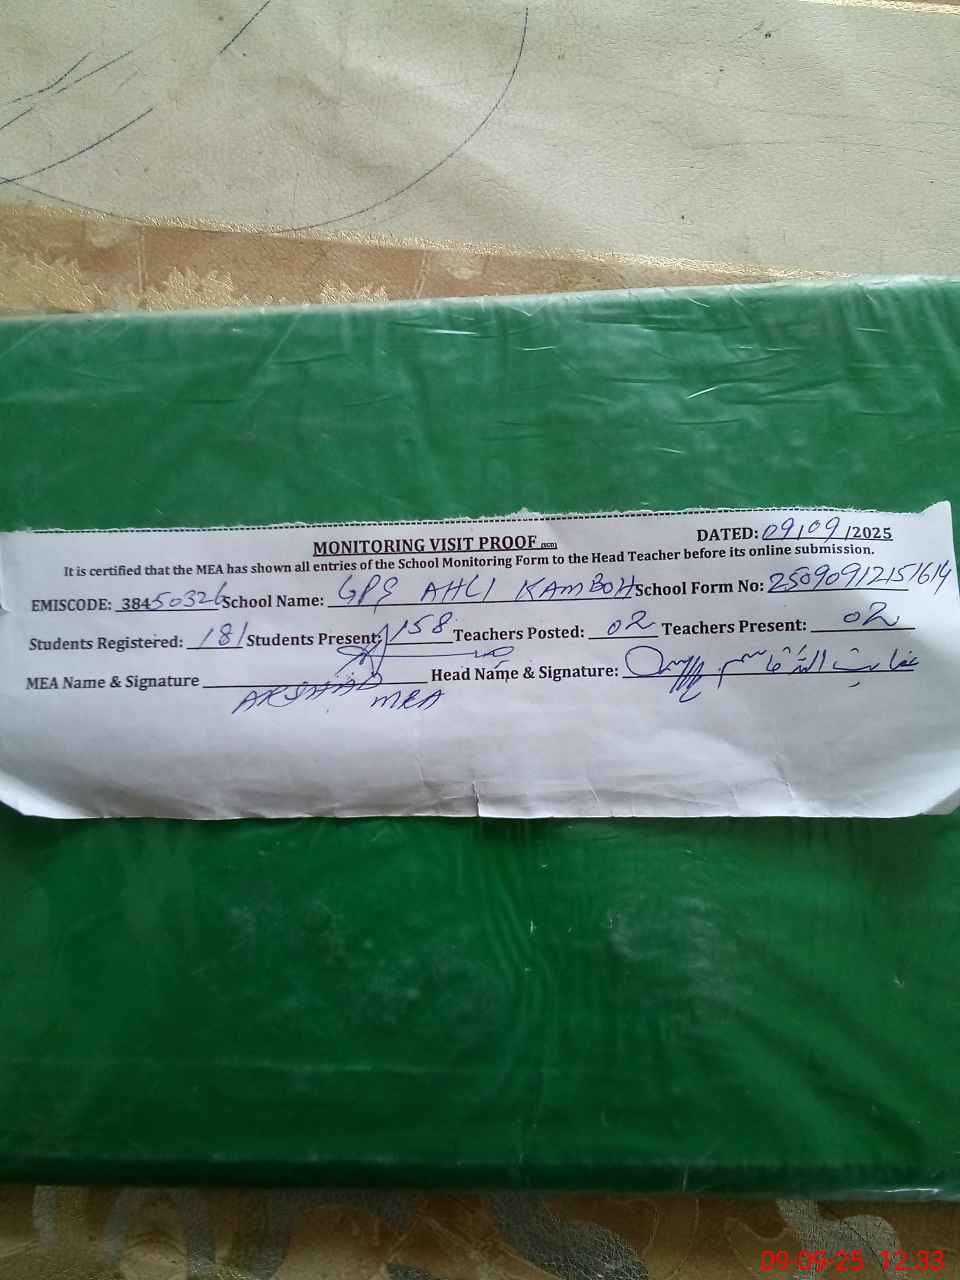 MONITORING VISIT PROOF (SGD) DATED: 09/09/2025
It is certified that the MEA has shown all entries of the School Monitoring Form to the Head Teacher before its online submission.
EMISCODE: 38450326 School Name: GPS AHLI KAMBOH School Form No: 25090912151614
Students Registered: 181 Students Present: 158 Teachers Posted: 02 Teachers Present: 02
MEA Name & Signature Head Name & Signature:
ARSHAD MEA
09-09-25 12:33